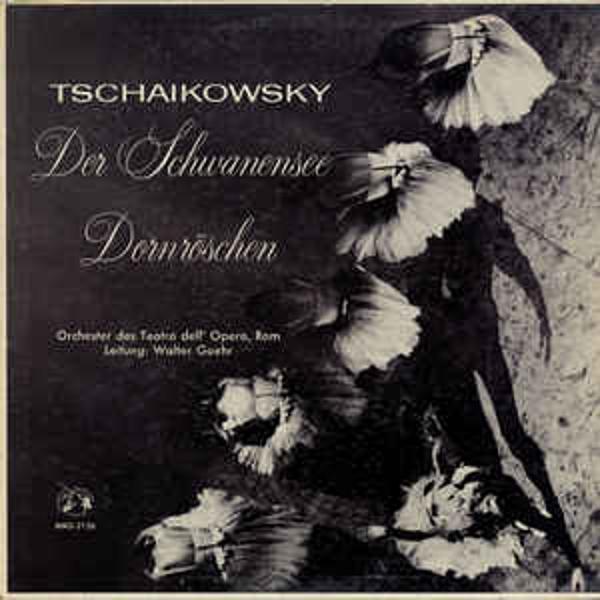 TSCHAIKOWSKY
Der Schwanensee
Dornröschen
Orchester des Teatro dell' Opera, Rom
Leitung: Walter Goehr